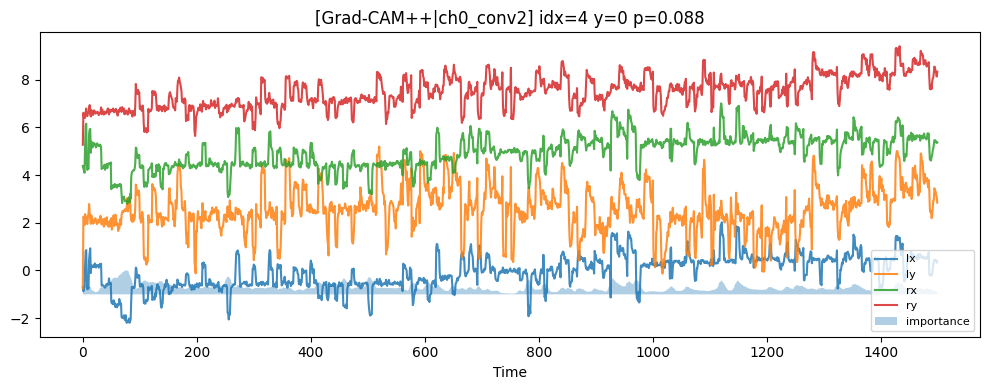 [Grad-CAM++|ch0_conv2] idx=4 y=0 p=0.088
8
6
4
2
0
−2
0 200 400 600 800 1000 1200 1400
Time
lx
ly
rx
ry
importance